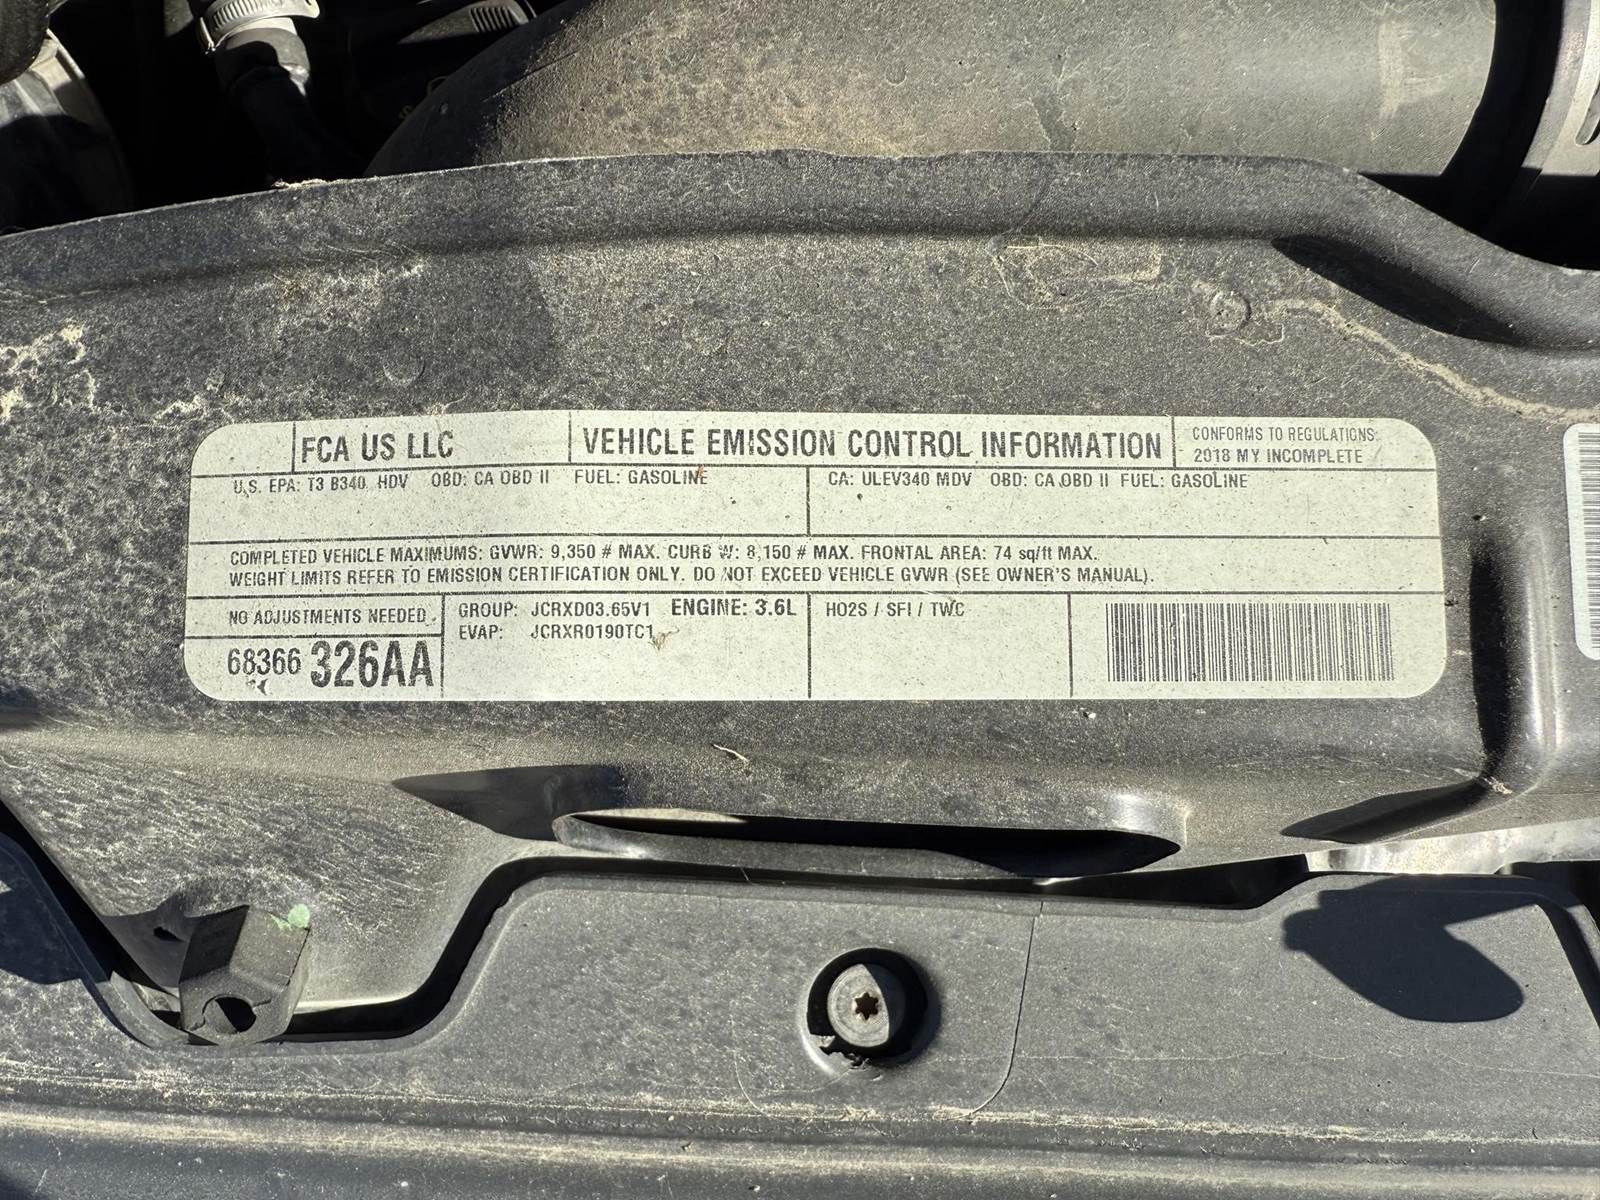 FCA US LLC
VEHICLE EMISSION CONTROL INFORMATION
CONFORMS TO REGULATIONS:
2018 MY INCOMPLETE
U.S. EPA: T3 B340 HDV OBD: CA OBD II FUEL: GASOLINE
CA: ULEV340 MDV OBD: CA OBD II FUEL: GASOLINE
COMPLETED VEHICLE MAXIMUMS: GVWR: 9,350 # MAX. CURB W: 8,150 # MAX. FRONTAL AREA: 74 sq/ft MAX.
WEIGHT LIMITS REFER TO EMISSION CERTIFICATION ONLY. DO NOT EXCEED VEHICLE GVWR (SEE OWNER'S MANUAL).
NO ADJUSTMENTS NEEDED
68366 326AA
GROUP: JCRXD03.65V1 ENGINE: 3.6L
EVAP: JCRXR0190TC1
HO2S / SFI / TWC